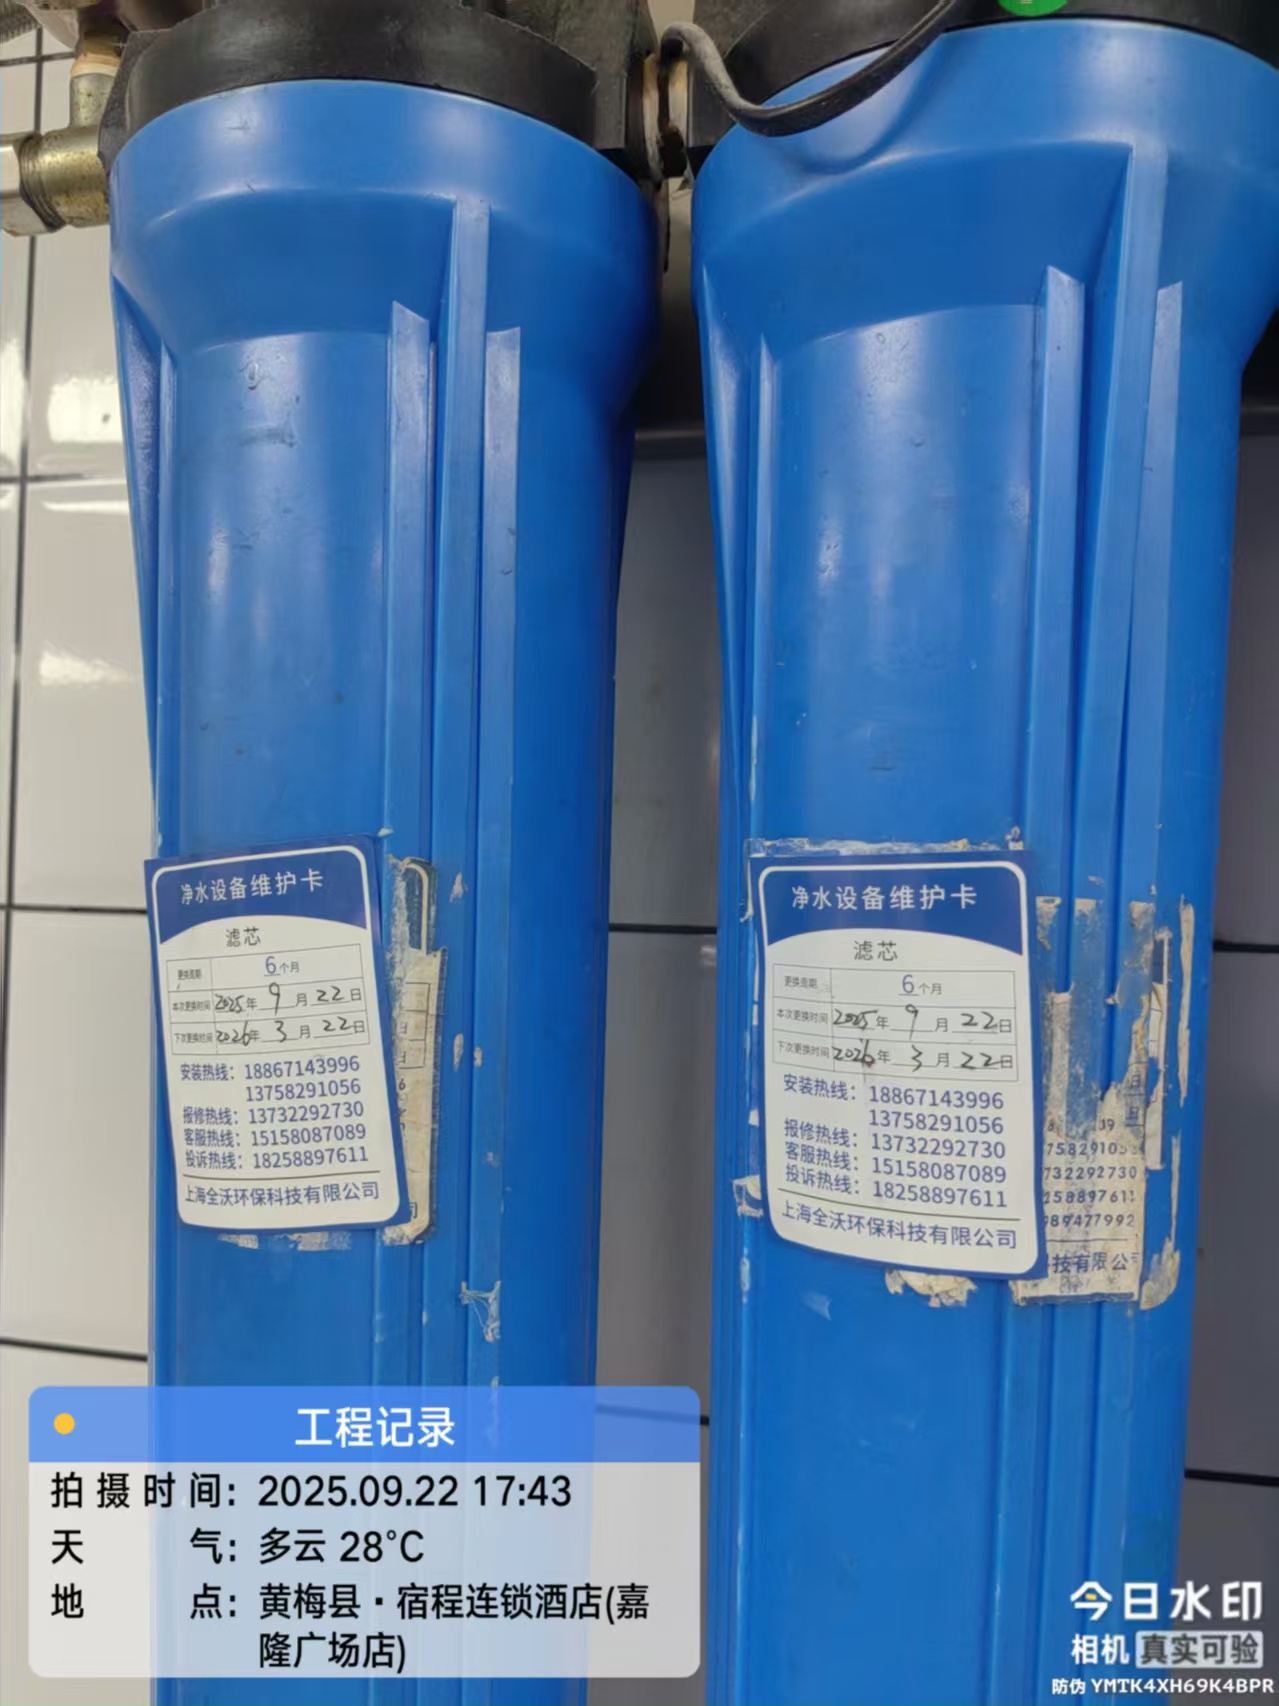 净水设备维护卡
滤芯
更换周期 6个月
本次更换时间 2025年 9月 22日
下次更换时间 2026年 3月 22日
安装热线：18867143996
13758291056
报修热线：13732292730
客服热线：15158087089
投诉热线：18258897611
上海全沃环保科技有限公司
净水设备维护卡
滤芯
更换周期 6个月
本次更换时间 2025年 9月 22日
下次更换时间 2026年 3月 22日
安装热线：18867143996
13758291056
报修热线：13732292730
客服热线：15158087089
投诉热线：18258897611
上海全沃环保科技有限公司
日
732292730
技有限公司
工程记录
拍摄时间：2025.09.22 17:43
天气：多云 28°C
地点：黄梅县·宿程连锁酒店(嘉
隆广场店)
今日水印
相机 真实可验
防伪 YMTK4XH69K4BPR